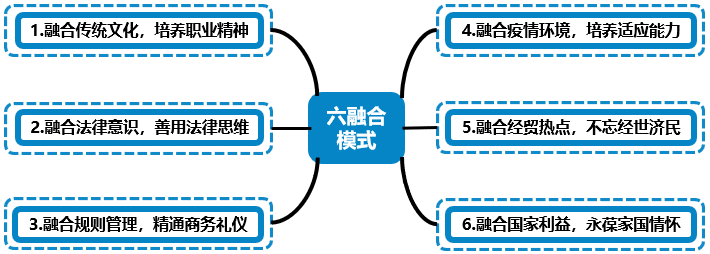 1.融合传统文化，培养职业精神
2.融合法律意识，善用法律思维
3.融合规则管理，精通商务礼仪
六融合
模式
4.融合疫情环境，培养适应能力
5.融合经贸热点，不忘经世济民
6.融合国家利益，永葆家国情怀